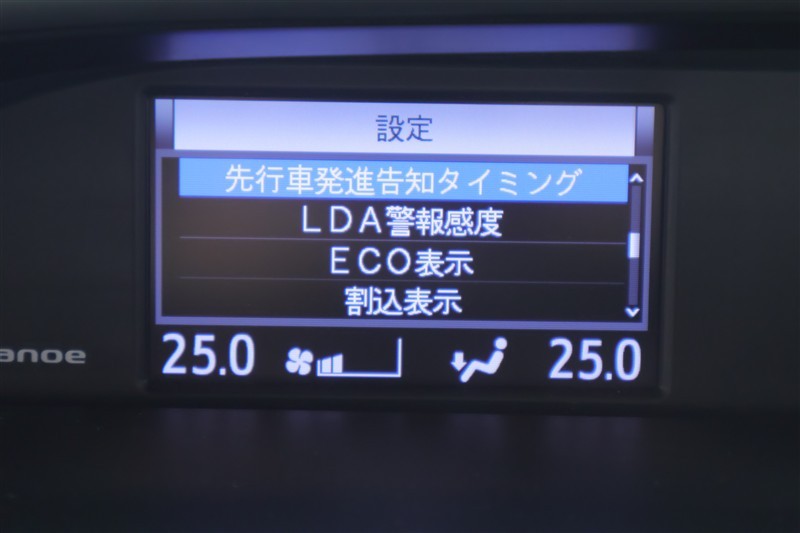 設定
先行車発進告知タイミング
LDA警報感度
ECO表示
割込表示
25.0 25.0
anoe